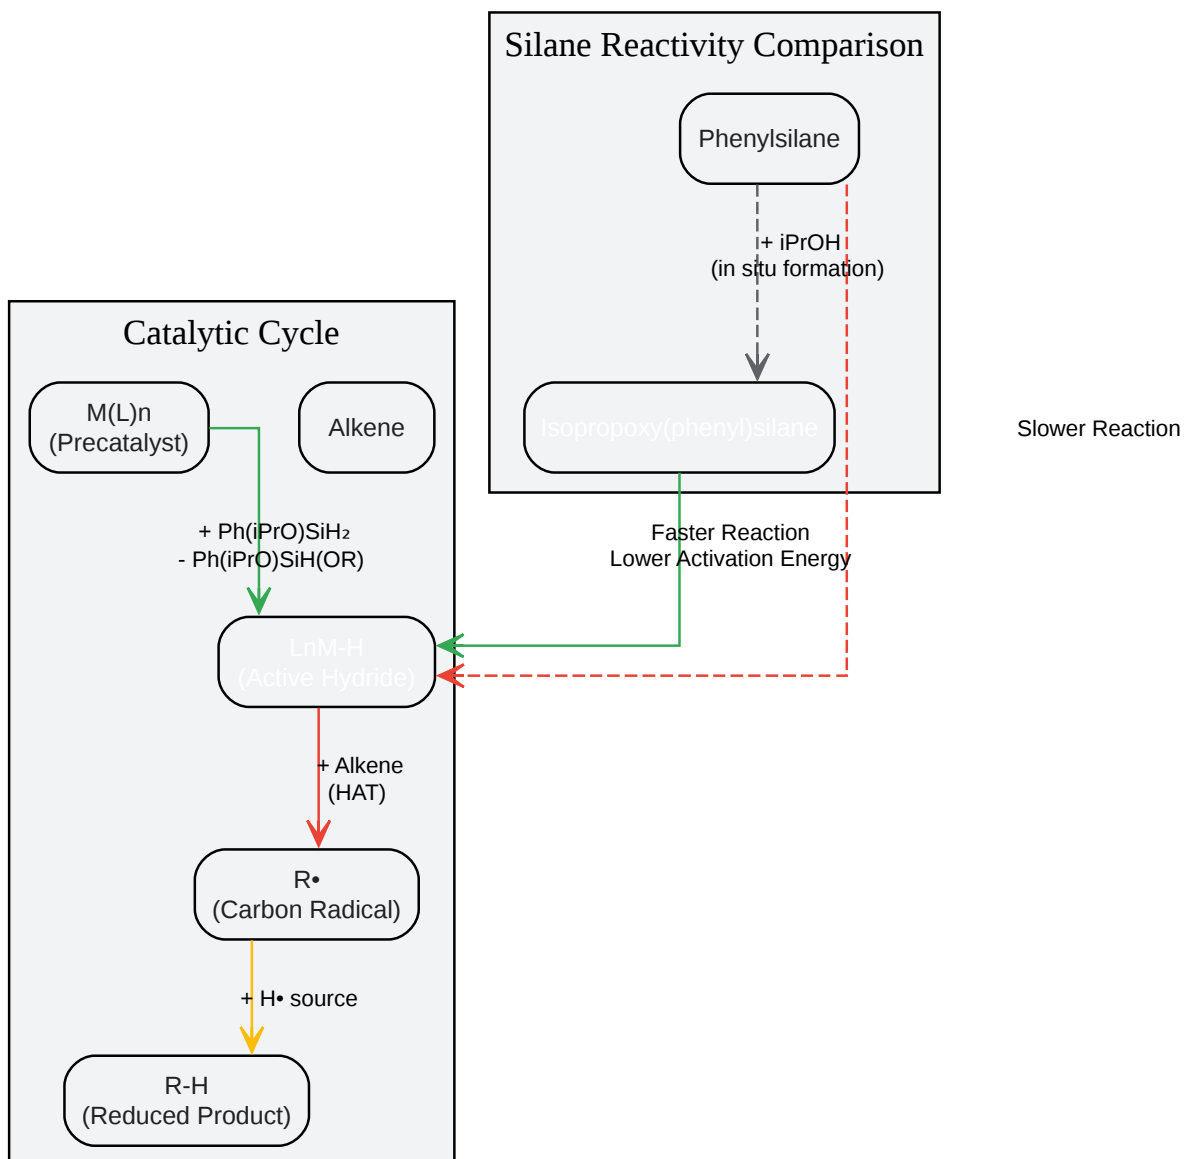 Silane Reactivity Comparison
Phenylsilane
+ iPrOH
(in situ formation)
Isopropoxy(phenyl)silane
Slower Reaction
Faster Reaction
Lower Activation Energy
Catalytic Cycle
M(L)n
(Precatalyst)
Alkene
+ Ph(iPrO)SiH₂
- Ph(iPrO)SiH(OR)
LnM-H
(Active Hydride)
+ Alkene
(HAT)
R•
(Carbon Radical)
+ H• source
R-H
(Reduced Product)